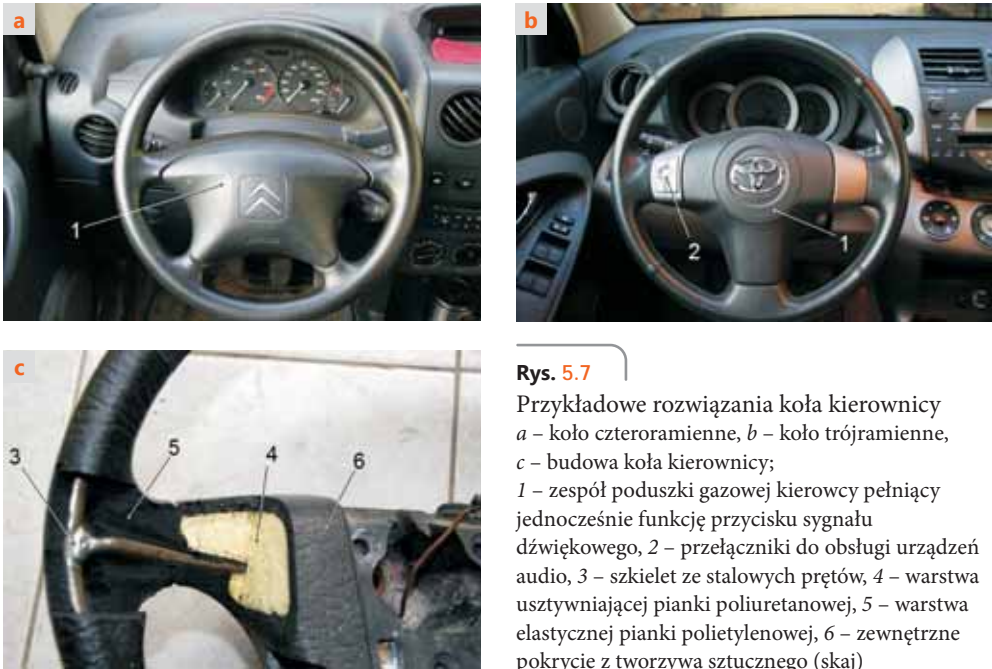 a
1
b
2
1
c
3
5
4
6
Rys. 5.7
Przykładowe rozwiązania koła kierownicy
a – koło czteroramienne, b – koło trójramienne,
c – budowa koła kierownicy;
1 – zespół poduszki gazowej kierowcy pełniący
jednocześnie funkcję przycisku sygnału
dźwiękowego, 2 – przełączniki do obsługi urządzeń
audio, 3 – szkielet ze stalowych prętów, 4 – warstwa
usztywniającej pianki poliuretanowej, 5 – warstwa
elastycznej pianki polietylenowej, 6 – zewnętrzne
pokrycie z tworzywa sztucznego (skaj)